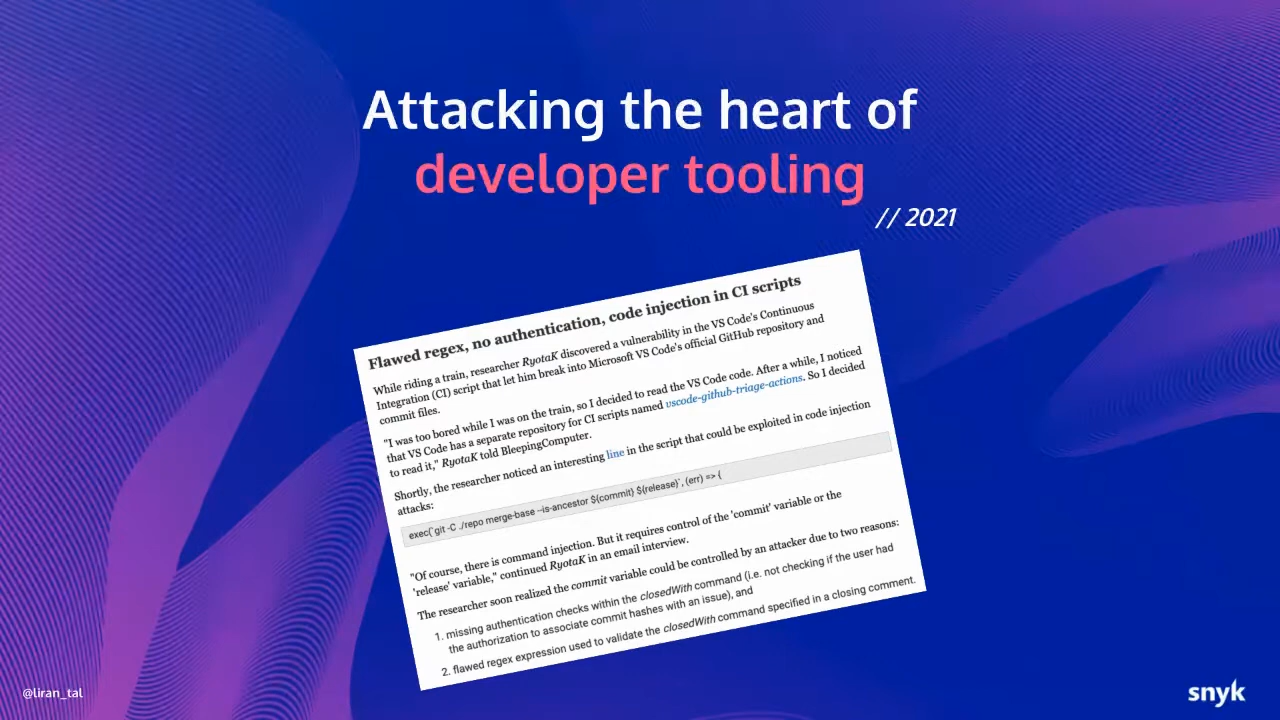 Attacking the heart of
developer tooling
// 2021
Flawed regex, no authentication, code injection in CI scripts
While riding a train, researcher RyotaK discovered a vulnerability in the VS Code's Continuous
Integration (CI) script that let him break into Microsoft VS Code's official GitHub repository and
commit files.
"I was too bored while I was on the train, so I decided to read the VS Code code. After a while, I noticed
that VS Code has a separate repository for CI scripts named vscode-github-triage-actions. So I decided
to read it," RyotaK told BleepingComputer.
Shortly, the researcher noticed an interesting line in the script that could be exploited in code injection
attacks:
exec(`git -C ./repo merge-base --is-ancestor ${commit} ${release}`, (err) => {
"Of course, there is command injection. But it requires control of the 'commit' variable or the
'release' variable," continued RyotaK in an email interview.
The researcher soon realized the commit variable could be controlled by an attacker due to two reasons:
1. missing authentication checks within the closedWith command (i.e. not checking if the user had
the authorization to associate commit hashes with an issue), and
2. flawed regex expression used to validate the closedWith command specified in a closing comment.
@liran_tal
snyk